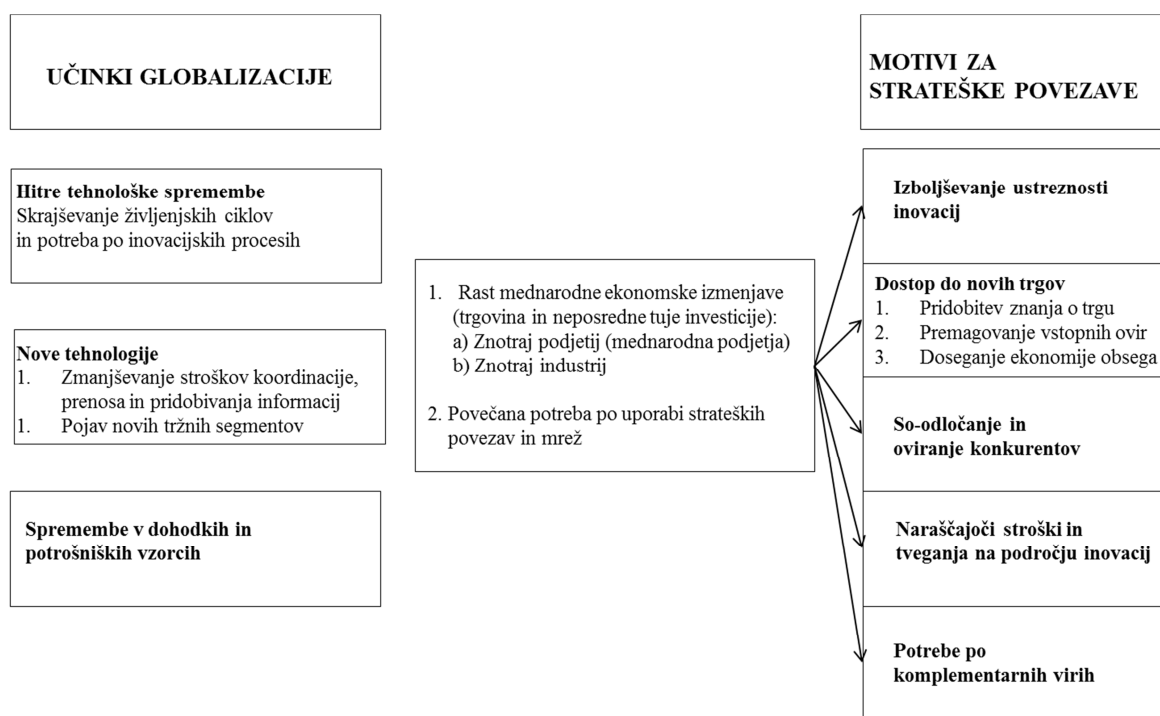 UČINKI GLOBALIZACIJE
Hitre tehnološke spremembe
Skrajševanje življenjskih ciklov
in potreba po inovacijskih procesih
Nove tehnologije
1. Zmanjševanje stroškov koordinacije,
prenosa in pridobivanja informacij
1. Pojav novih tržnih segmentov
Spremembe v dohodkih in
potrošniških vzorcih
1. Rast mednarodne ekonomske izmenjave
(trgovina in neposredne tuje investicije):
a) Znotraj podjetij (mednarodna podjetja)
b) Znotraj industrij
2. Povečana potreba po uporabi strateških
povezav in mrež
MOTIVI ZA
STRATEŠKE POVEZAVE
Izboljševanje ustreznosti
inovacij
Dostop do novih trgov
1. Pridobitev znanja o trgu
2. Premagovanje vstopnih ovir
3. Doseganje ekonomije obsega
So-odločanje in
oviranje konkurentov
Naraščajoči stroški in
tveganja na področju inovacij
Potrebe po
komplementarnih virih